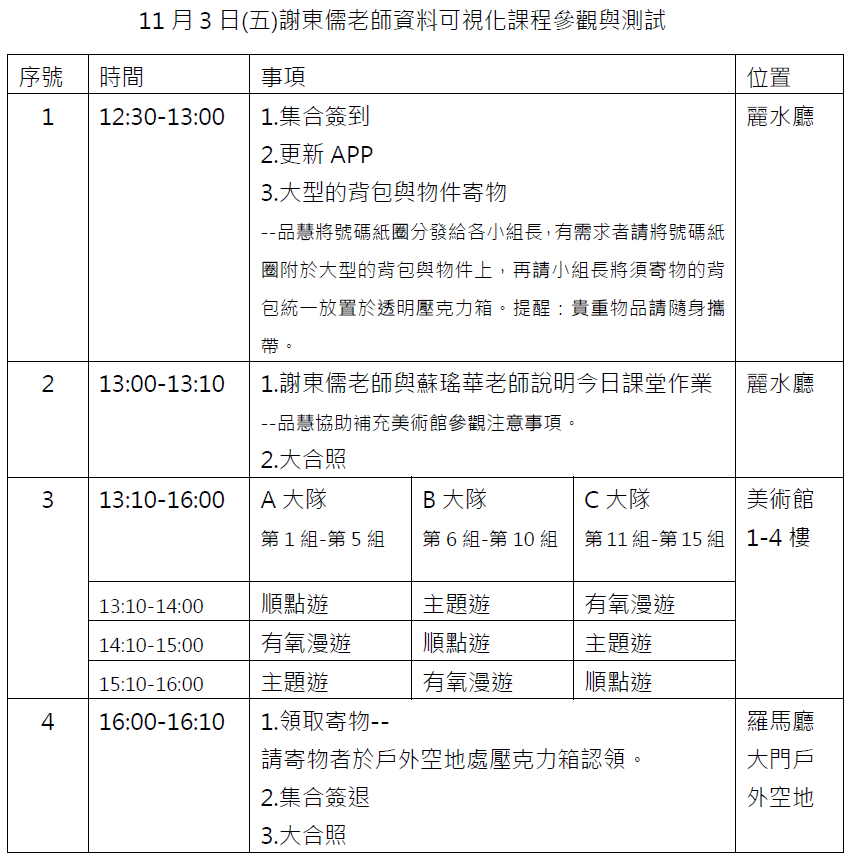 11 月 3 日(五)謝東儒老師資料可視化課程參觀與測試
序號 時間 事項 位置
1 12:30-13:00 1.集合簽到 麗水廳
2.更新 APP
3.大型的背包與物件寄物
--品慧將號碼紙圈分發給各小組長，有需求者請將號碼紙
圈附於大型的背包與物件上，再請小組長將須寄物的背
包統一放置於透明壓克力箱。提醒：貴重物品請隨身攜
帶。
2 13:00-13:10 1.謝東儒老師與蘇瑤華老師說明今日課堂作業 麗水廳
--品慧協助補充美術館參觀注意事項。
2.大合照
3 13:10-16:00 A 大隊 B 大隊 C 大隊 美術館
第 1 組-第 5 組 第 6 組-第 10 組 第 11 組-第 15 組 1-4 樓
13:10-14:00 順點遊 主題遊 有氧漫遊
14:10-15:00 有氧漫遊 順點遊 主題遊
15:10-16:00 主題遊 有氧漫遊 順點遊
4 16:00-16:10 1.領取寄物-- 羅馬廳
請寄物者於戶外空地處壓克力箱認領。 大門戶
2.集合簽退 外空地
3.大合照